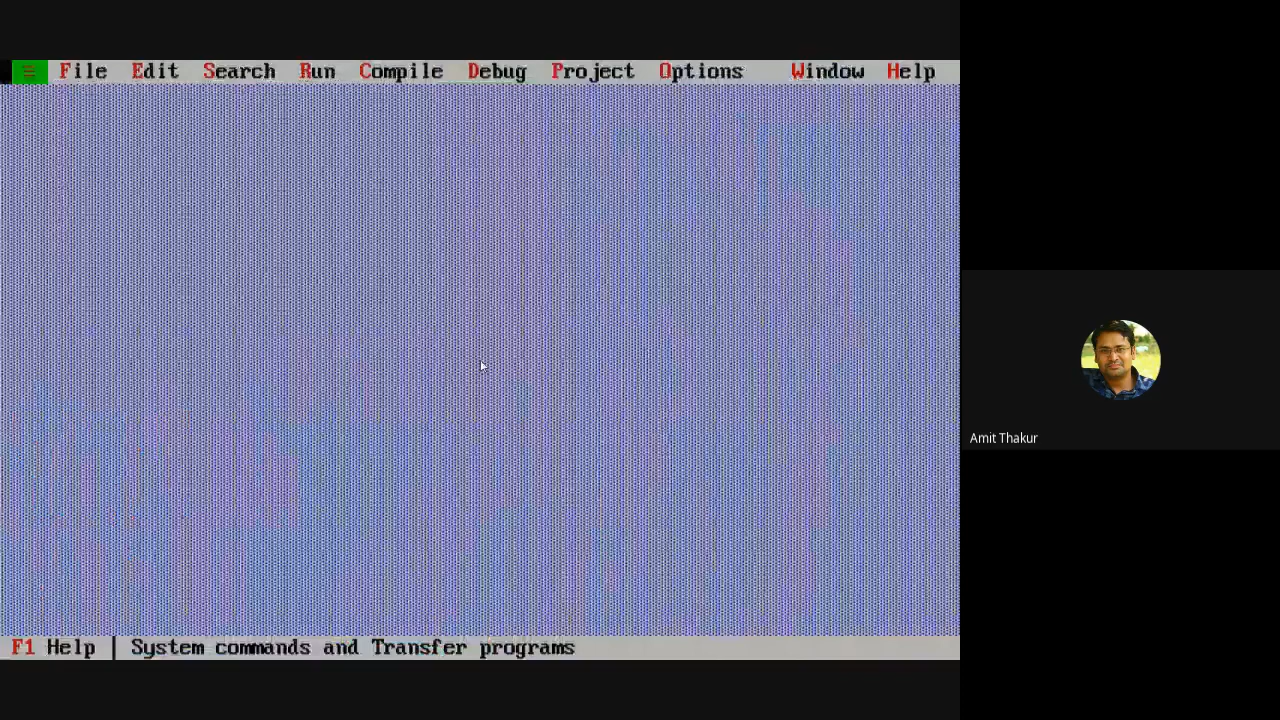 ≡ File Edit Search Run Compile Debug Project Options Window Help
Amit Thakur
F1 Help | System commands and Transfer programs